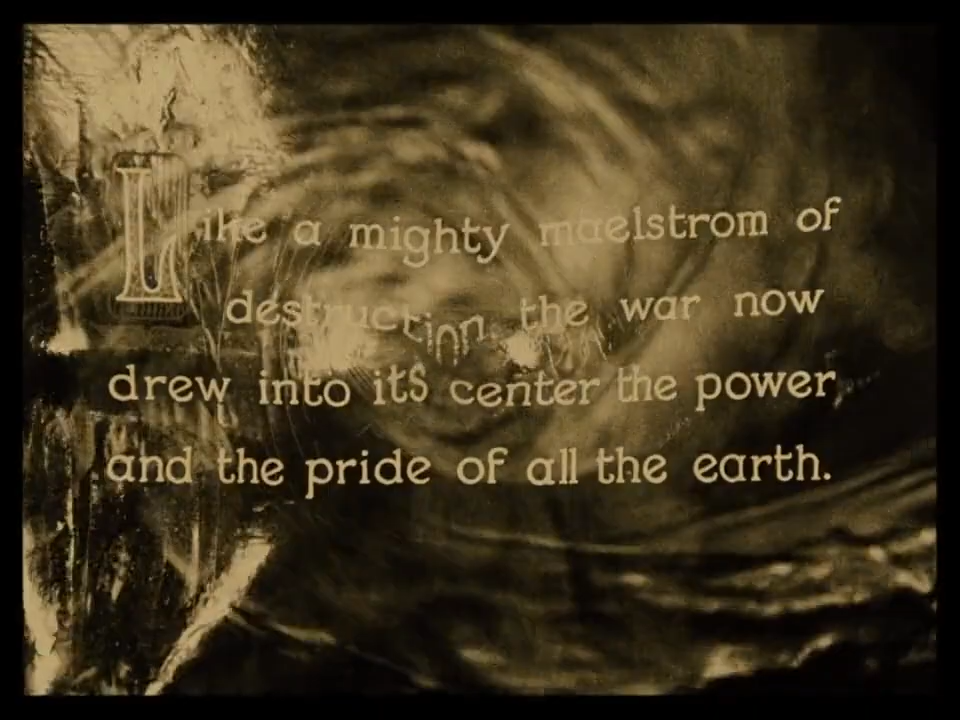 Like a mighty maelstrom of
destruction the war now
drew into its center the power
and the pride of all the earth.